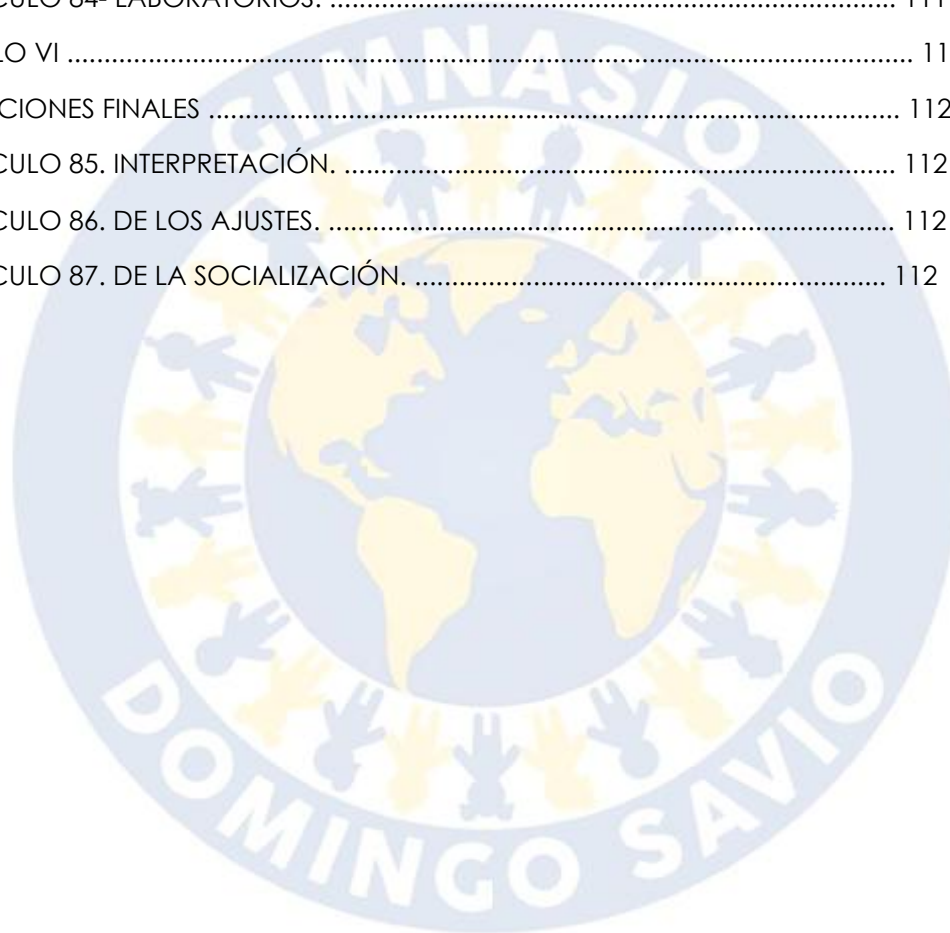 CULO 84- LABORATORIOS. .......... 111
LO VI .......... 11
CIONES FINALES .......... 112
CULO 85. INTERPRETACIÓN. .......... 112
CULO 86. DE LOS AJUSTES. .......... 112
CULO 87. DE LA SOCIALIZACIÓN. .......... 112
GIMNASIO
DOMINGO SAVIO